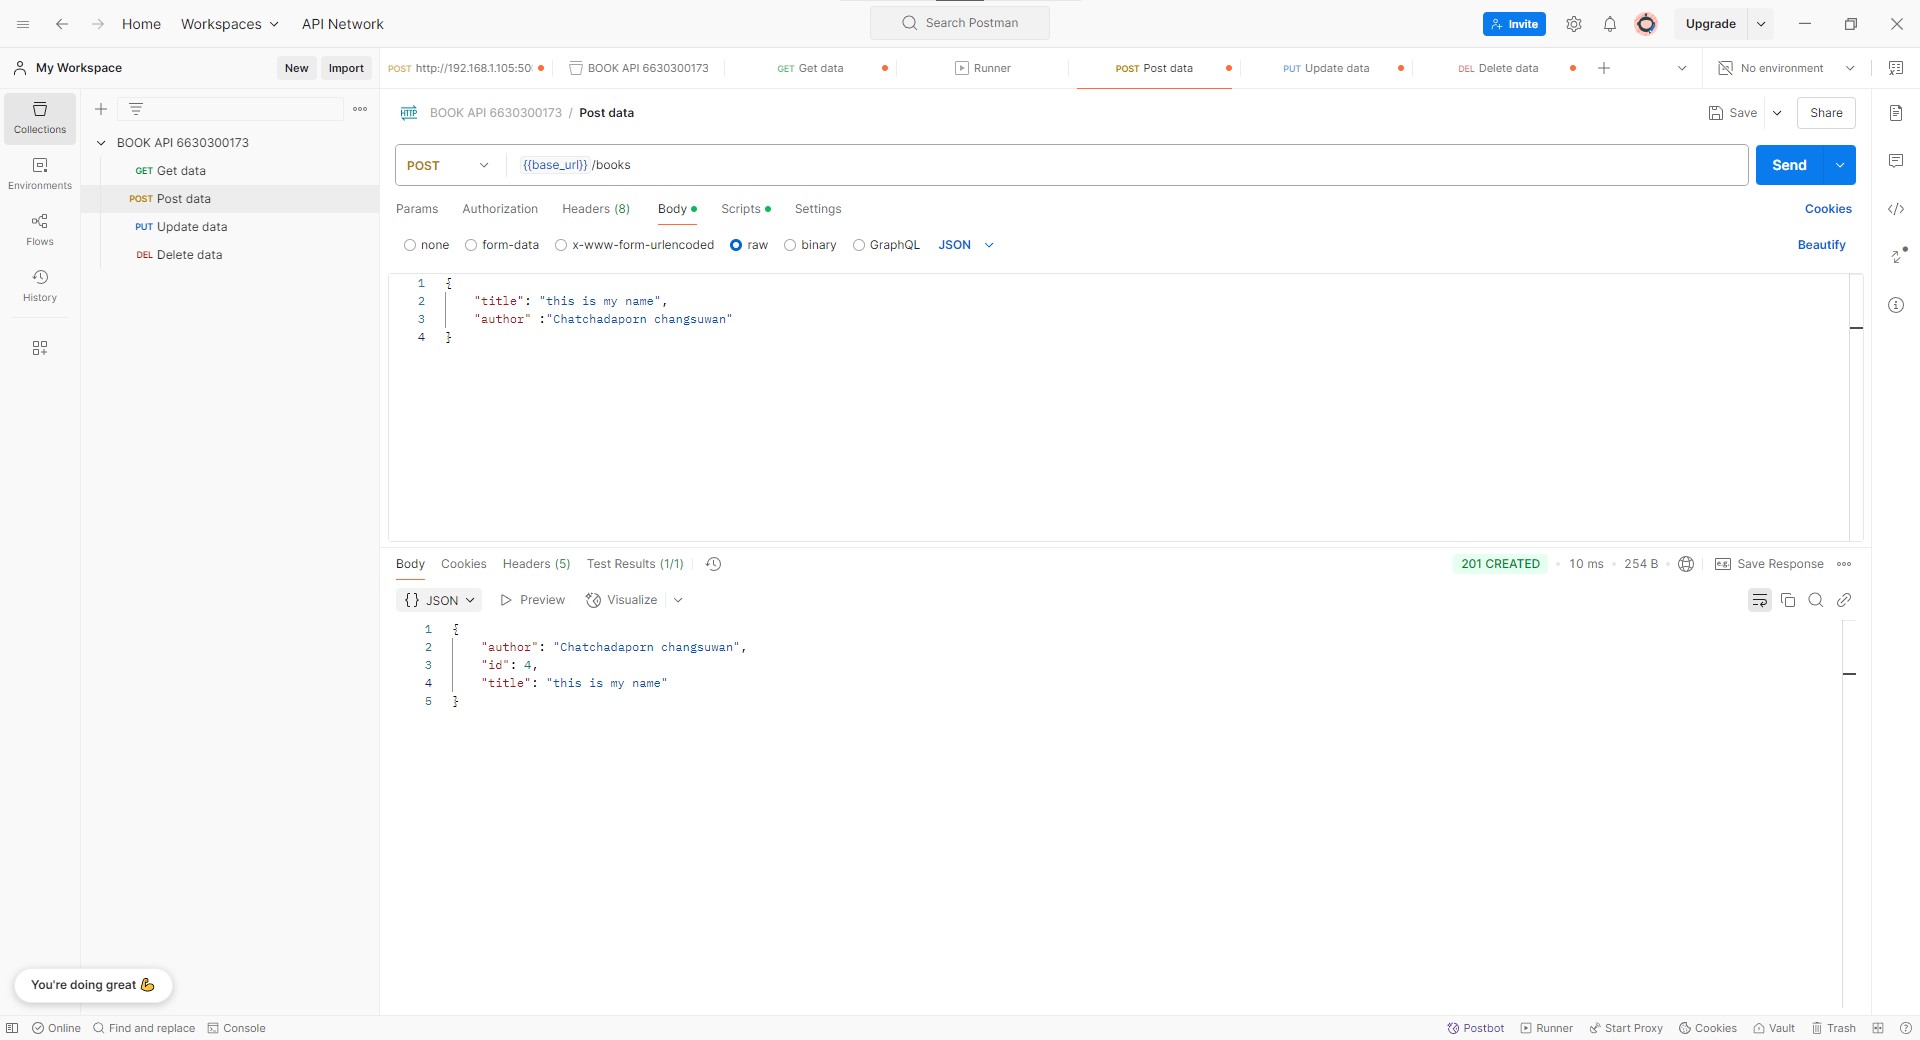 Home Workspaces API Network Search Postman Invite Upgrade
My Workspace New Import POST http://192.168.1.105:50 BOOK API 6630300173 GET Get data Runner POST Post data PUT Update data DEL Delete data No environment
Collections
BOOK API 6630300173 / Post data Save Share
BOOK API 6630300173
GET Get data
POST Post data
PUT Update data
DEL Delete data
Environments
Flows
History
POST {{base_url}} /books Send
Params Authorization Headers (8) Body Scripts Settings Cookies
none form-data x-www-form-urlencoded raw binary GraphQL JSON Beautify
1 {
2 "title": "this is my name",
3 "author" :"Chatchadaporn changsuwan"
4 }
Body Cookies Headers (5) Test Results (1/1) 201 CREATED 10 ms 254 B e.g. Save Response
{} JSON Preview Visualize
1 {
2 "author": "Chatchadaporn changsuwan",
3 "id": 4,
4 "title": "this is my name"
5 }
You're doing great 💪
Online Find and replace Console Postbot Runner Start Proxy Cookies Vault Trash